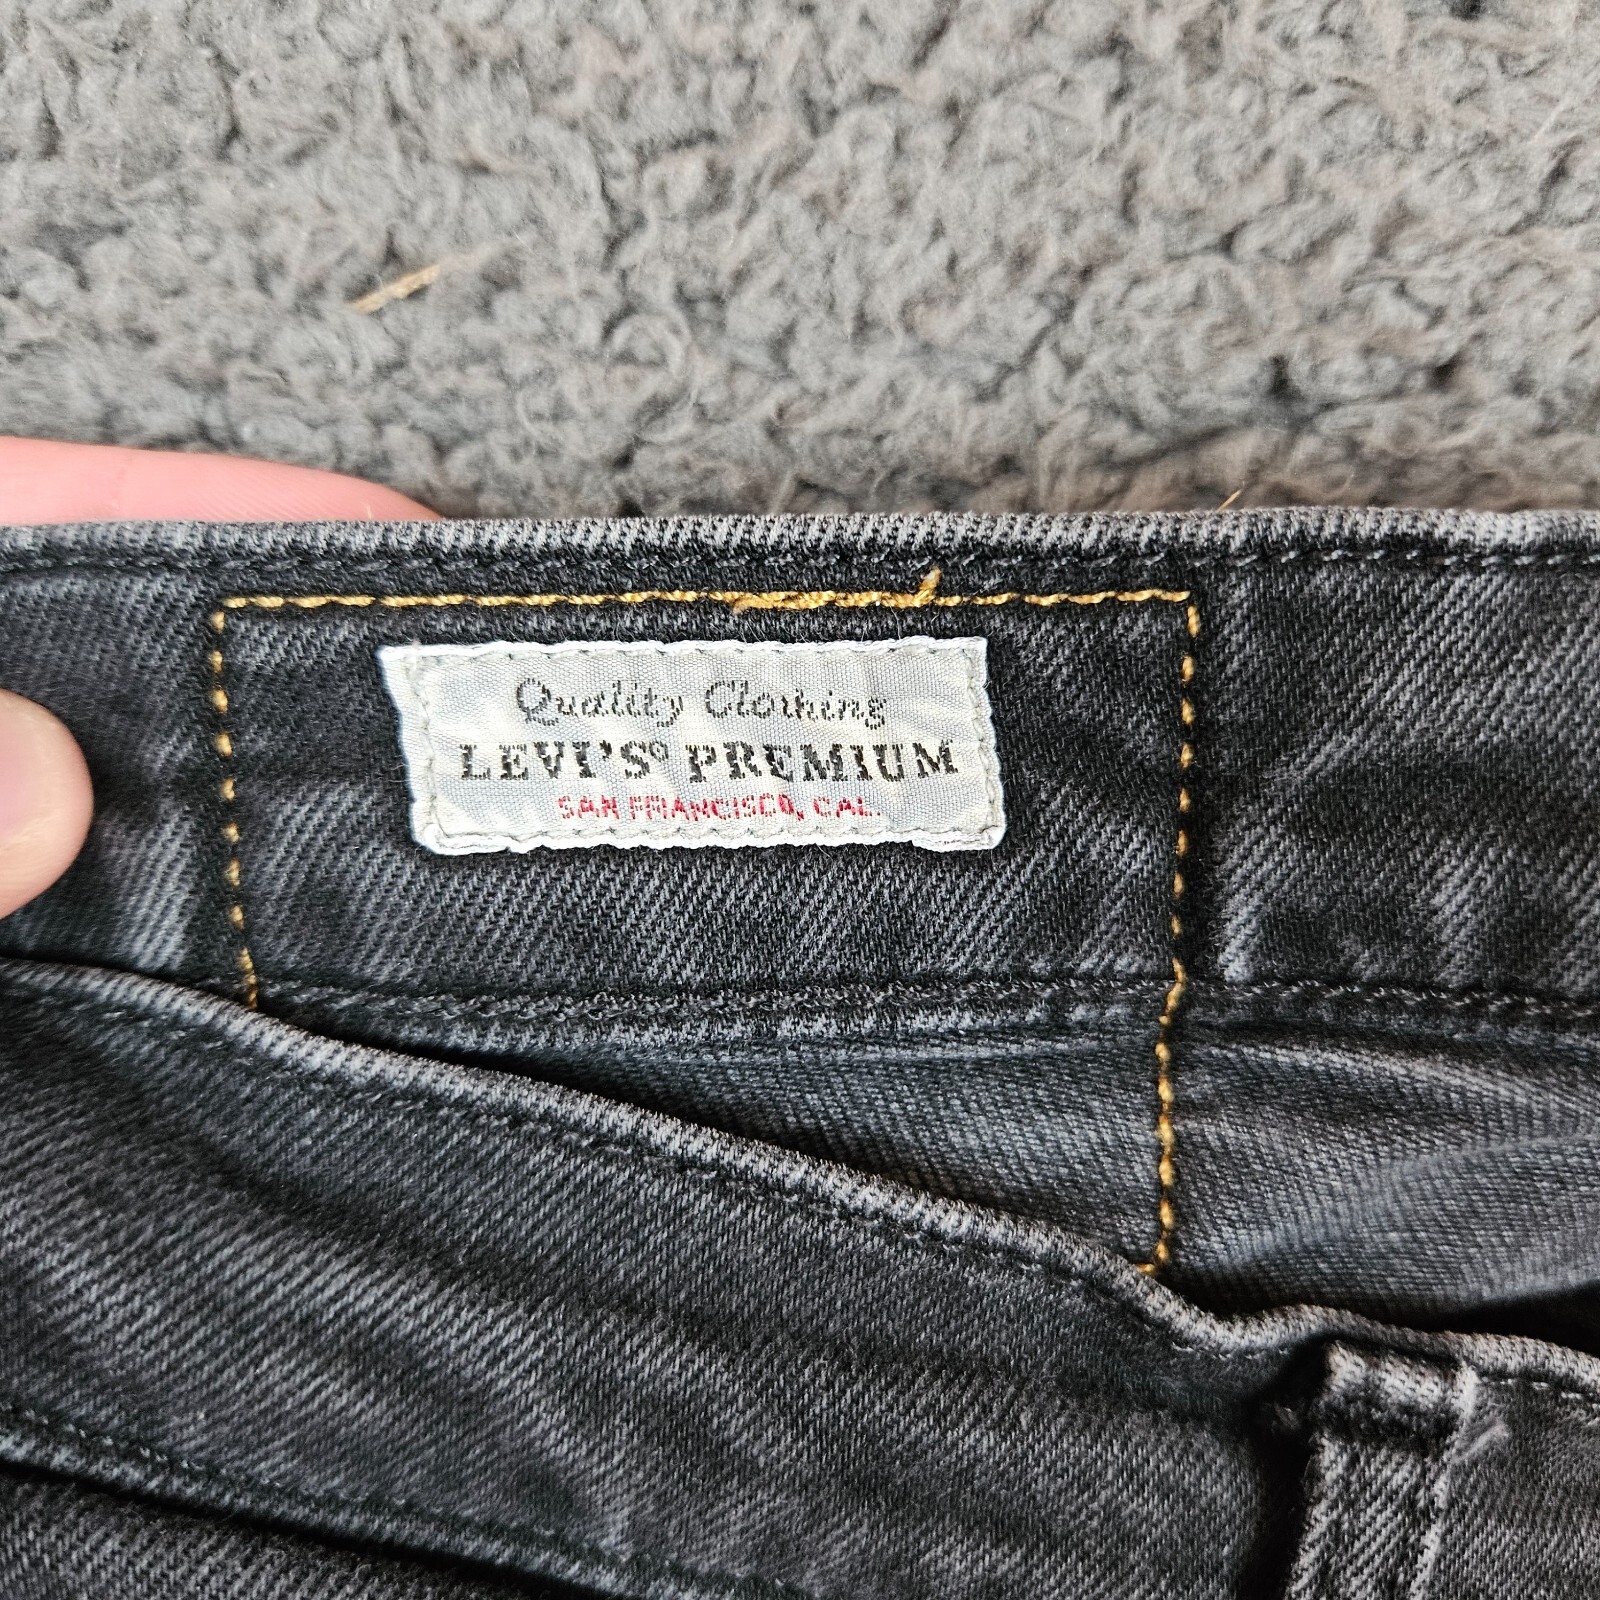 Quality Clothing
LEVI'S® PREMIUM
SAN FRANCISCO, CAL.